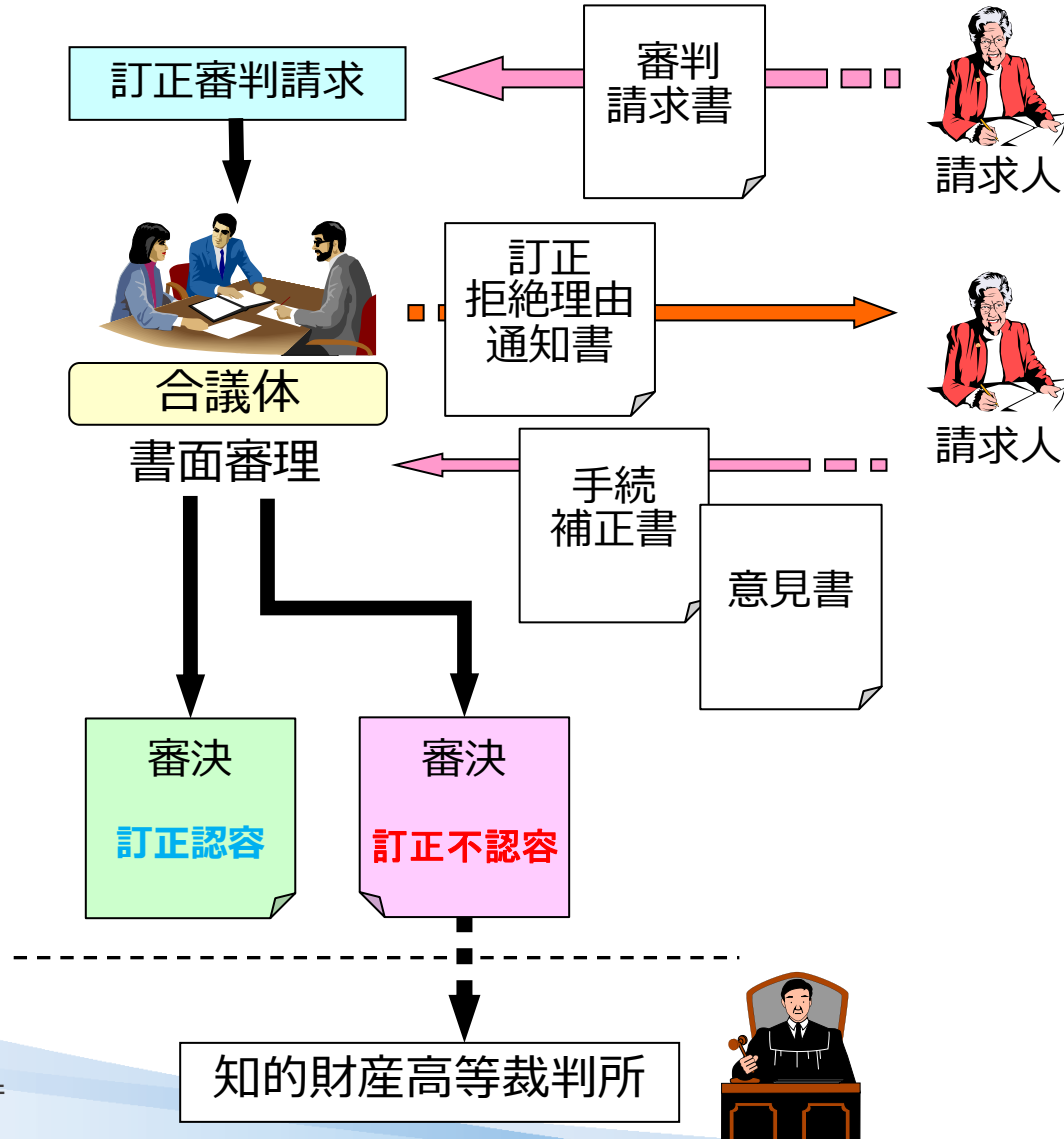 訂正審判請求
審判
請求書
請求人
訂正
拒絶理由
通知書
請求人
合議体
書面審理
手続
補正書
意見書
審決
訂正認容
審決
訂正不認容
知的財産高等裁判所